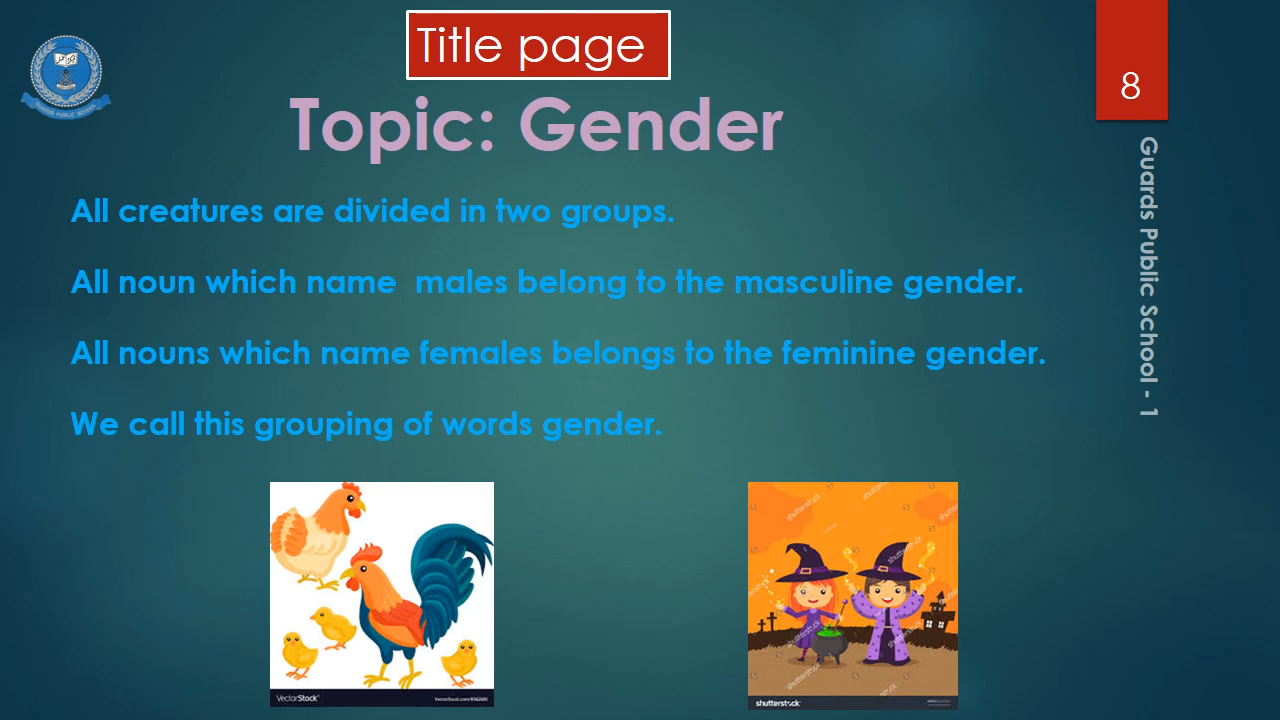 Title page
8
Topic: Gender
Guards Public School - 1
All creatures are divided in two groups.
All noun which name males belong to the masculine gender.
All nouns which name females belongs to the feminine gender.
We call this grouping of words gender.
VectorStock
shutterstock